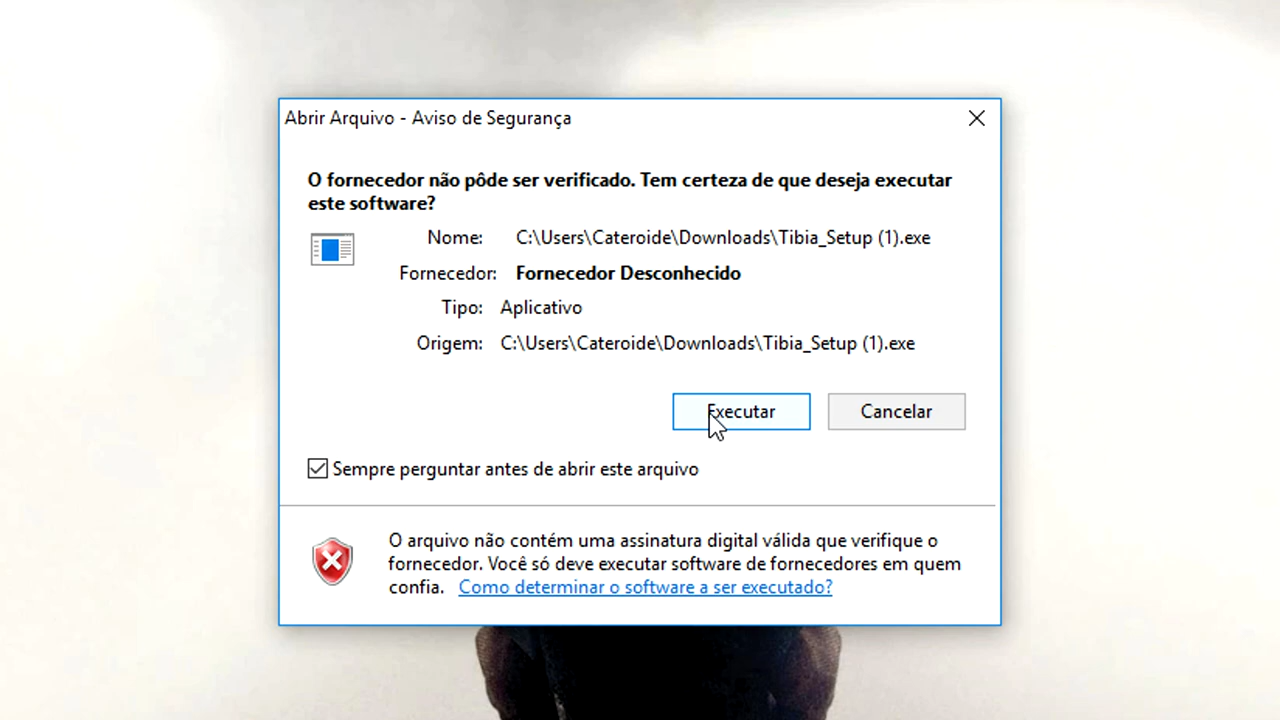 Abrir Arquivo - Aviso de Segurança
O fornecedor não pôde ser verificado. Tem certeza de que deseja executar
este software?
Nome: C:\Users\Cateroide\Downloads\Tibia_Setup (1).exe
Fornecedor: Fornecedor Desconhecido
Tipo: Aplicativo
Origem: C:\Users\Cateroide\Downloads\Tibia_Setup (1).exe
Executar Cancelar
Sempre perguntar antes de abrir este arquivo
O arquivo não contém uma assinatura digital válida que verifique o
fornecedor. Você só deve executar software de fornecedores em quem
confia. Como determinar o software a ser executado?